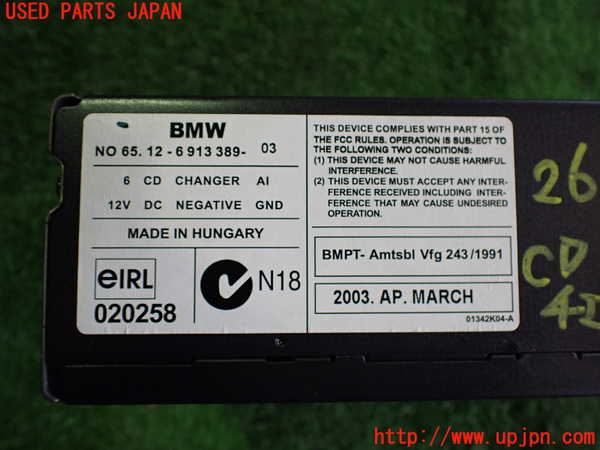 USED PARTS JAPAN
BMW
NO 65. 12 - 6 913 389- 03
6 CD CHANGER AI
12V DC NEGATIVE GND
MADE IN HUNGARY
eIRL
020258
N18
THIS DEVICE COMPLIES WITH PART 15 OF
THE FCC RULES. OPERATION IS SUBJECT TO
THE FOLLOWING TWO CONDITIONS:
(1) THIS DEVICE MAY NOT CAUSE HARMFUL
INTERFERENCE.
(2) THIS DEVICE MUST ACCEPT ANY INTER-
FERENCE RECEIVED INCLUDING INTER-
FERENCE THAT MAY CAUSE UNDESIRED
OPERATION.
BMPT- Amtsbl Vfg 243/1991
2003. AP. MARCH
01342K04-A
26
CD
UsedPartsJapan
http://www.upjpn.com/